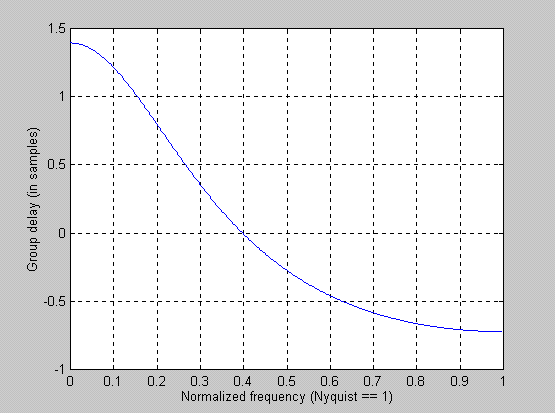 1.5
1
0.5
0
-0.5
-1
Group delay (in samples)
0 0.1 0.2 0.3 0.4 0.5 0.6 0.7 0.8 0.9 1
Normalized frequency (Nyquist == 1)